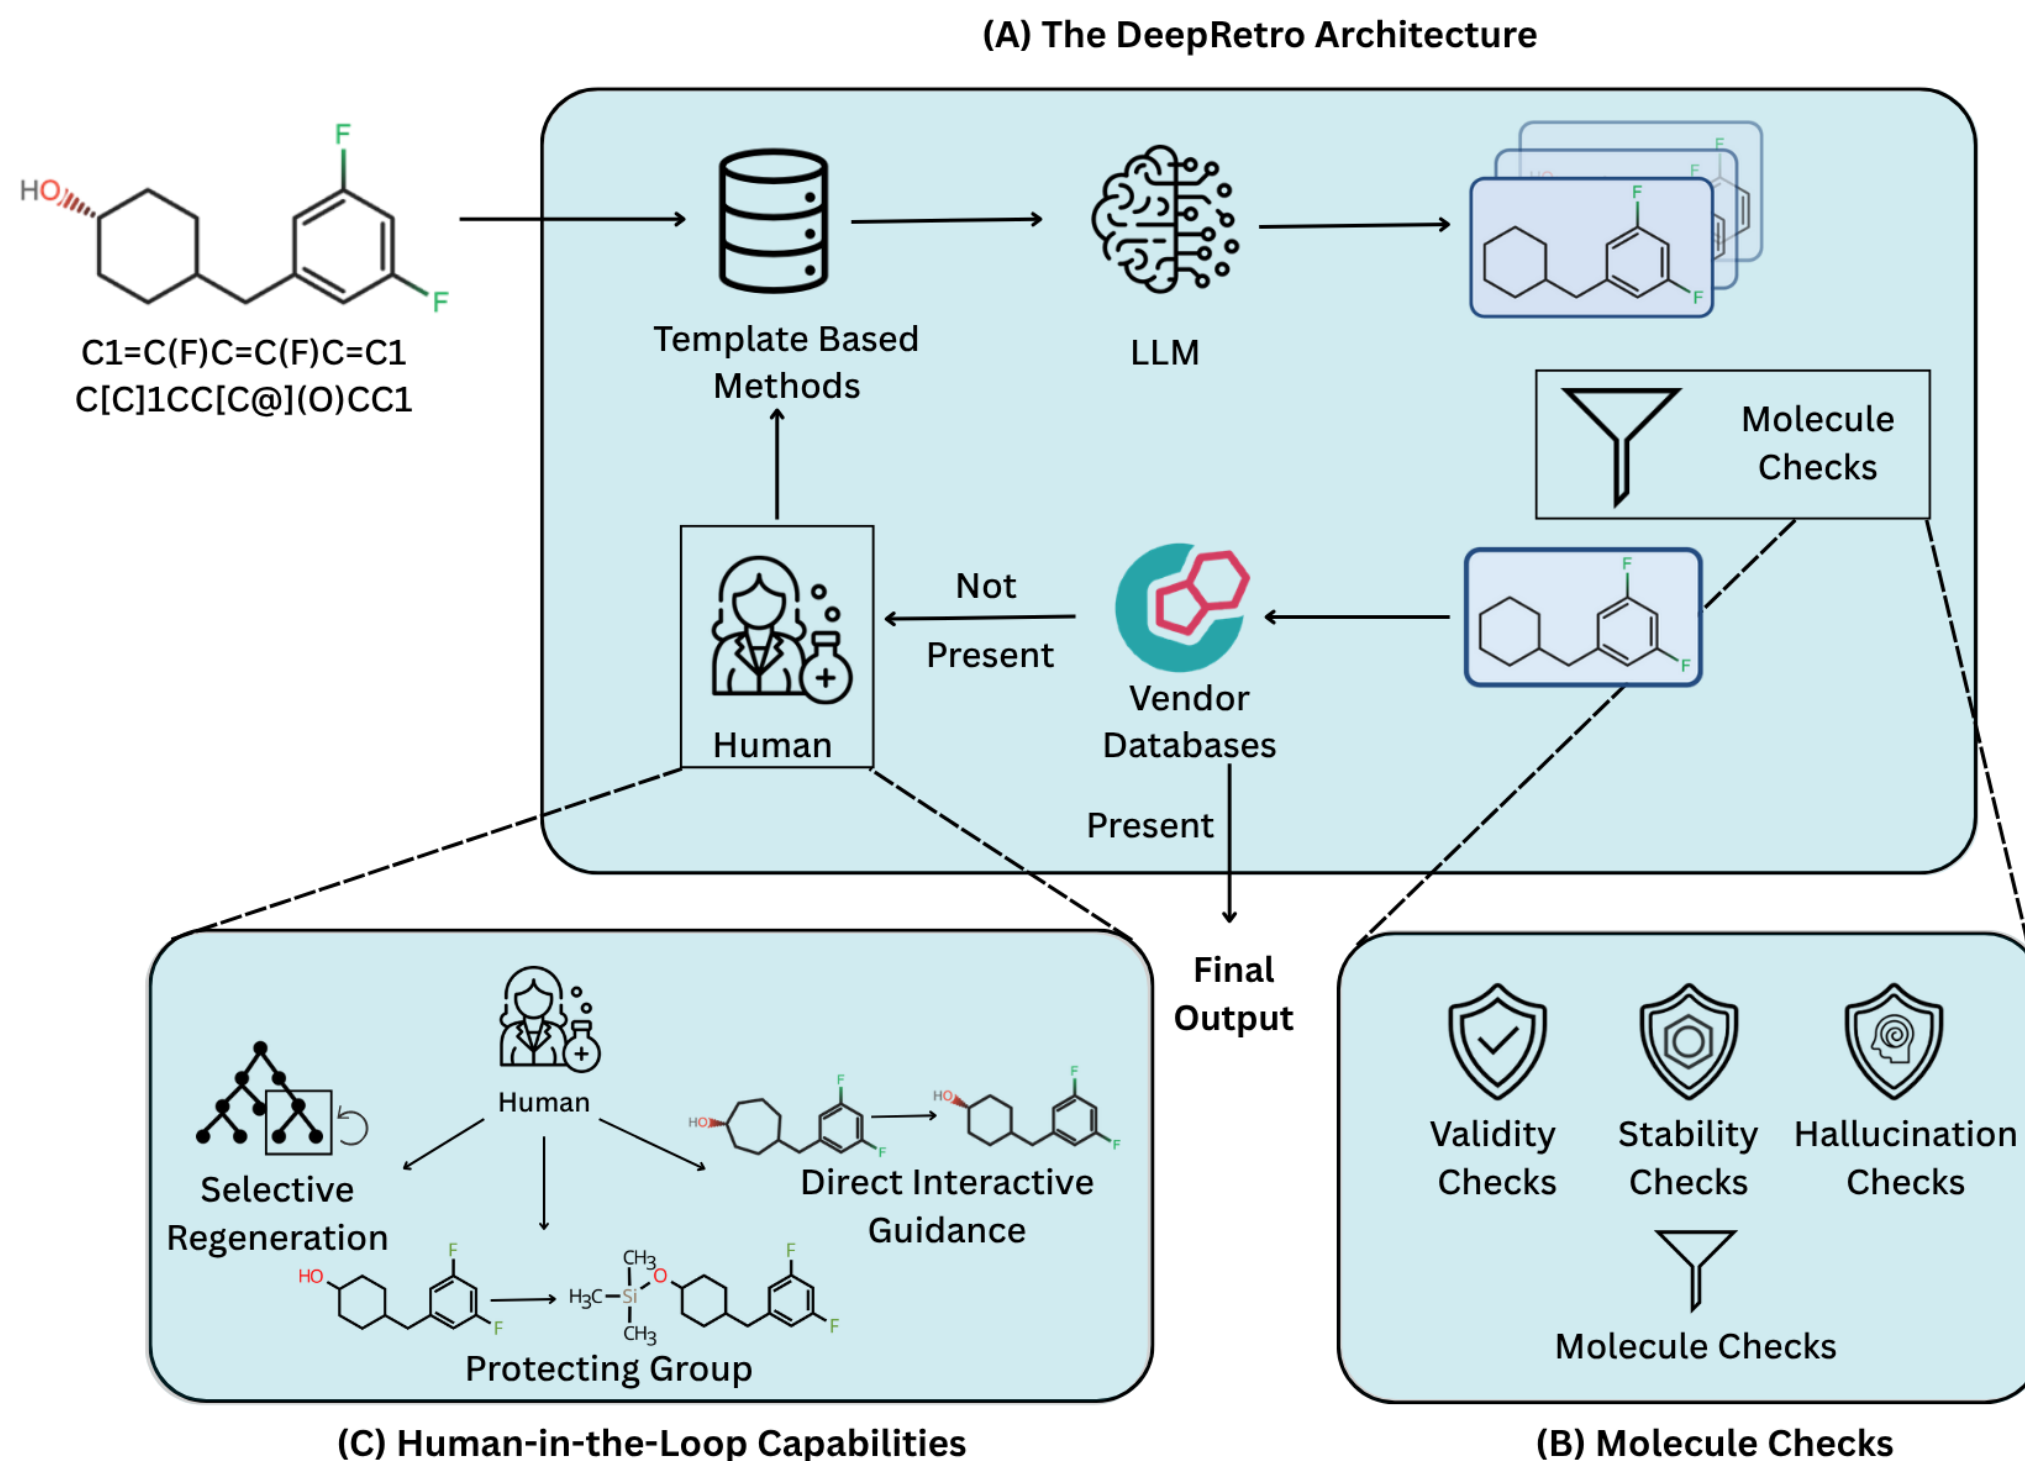 (A) The DeepRetro Architecture
F
HO
F
C1=C(F)C=C(F)C=C1
C[C]1CC[C@](O)CC1
Template Based
Methods
LLM
F
F
HO
F
F
F
Molecule
Checks
Human
Not
Present
Vendor
Databases
Present
F
F
Final
Output
Human
Selective
Regeneration
HO
F
F
HO
F
F
Direct Interactive
Guidance
HO
F
F
CH3
H3C
Si
O
CH3
F
F
Protecting Group
(C) Human-in-the-Loop Capabilities
Validity
Checks
Stability
Checks
Hallucination
Checks
Molecule Checks
(B) Molecule Checks